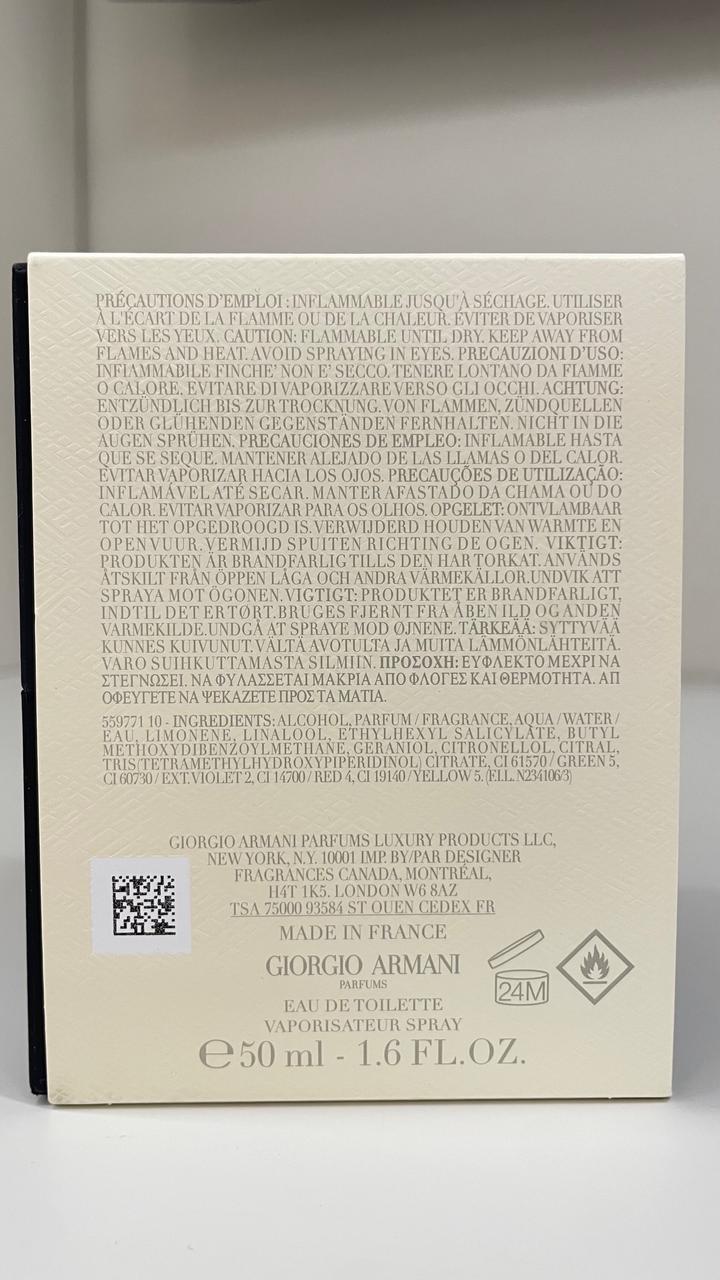 PRÉCAUTIONS D'EMPLOI : INFLAMMABLE JUSQU'À SÉCHAGE. UTILISER
À L'ÉCART DE LA FLAMME OU DE LA CHALEUR. ÉVITER DE VAPORISER
VERS LES YEUX. CAUTION: FLAMMABLE UNTIL DRY. KEEP AWAY FROM
FLAMES AND HEAT. AVOID SPRAYING IN EYES. PRECAUZIONI D'USO:
INFIAMMABILE FINCHE' NON E' SECCO. TENERE LONTANO DA FIAMME
O CALORE. EVITARE DI VAPORIZZARE VERSO GLI OCCHI. ACHTUNG:
ENTZÜNDLICH BIS ZUR TROCKNUNG. VON FLAMMEN, ZÜNDQUELLEN
ODER GLÜHENDEN GEGENSTÄNDEN FERNHALTEN. NICHT IN DIE
AUGEN SPRÜHEN. PRECAUCIONES DE EMPLEO: INFLAMABLE HASTA
QUE SE SEQUE. MANTENER ALEJADO DE LAS LLAMAS O DEL CALOR.
EVITAR VAPORIZAR HACIA LOS OJOS. PRECAUÇÕES DE UTILIZAÇÃO:
INFLAMÁVEL ATÉ SECAR. MANTER AFASTADO DA CHAMA OU DO
CALOR. EVITAR VAPORIZAR PARA OS OLHOS. OPGELET: ONTVLAMBAAR
TOT HET OPGEDROOGD IS. VERWIJDERD HOUDEN VAN WARMTE EN
OPEN VUUR. VERMIJD SPUITEN RICHTING DE OGEN. VIKTIGT:
PRODUKTEN ÄR BRANDFARLIG TILLS DEN HAR TORKAT. ANVÄNDS
ÅTSKILT FRÅN ÖPPEN LÅGA OCH ANDRA VÄRMEKÄLLOR. UNDVIK ATT
SPRAYA MOT ÖGONEN. VIGTIGT: PRODUKTET ER BRANDFARLIGT,
INDTIL DET ER TØRT. BRUGES FJERNT FRA ÅBEN ILD OG ANDEN
VARMEKILDE. UNDGÅ AT SPRAYE MOD ØJNENE. TÄRKEÄÄ: SYTTYVÄÄ
KUNNES KUIVUNUT. VÄLTÄ AVOTULTA JA MUITA LÄMMÖNLÄHTEITÄ.
VARO SUIHKUTTAMASTA SILMIIN. ΠΡΟΣΟΧΗ: ΕΥΦΛΕΚΤΟ ΜΕΧΡΙ ΝΑ
ΣΤΕΓΝΩΣΕΙ. ΝΑ ΦΥΛΑΣΣΕΤΑΙ ΜΑΚΡΙΑ ΑΠΟ ΦΛΟΓΕΣ ΚΑΙ ΘΕΡΜΟΤΗΤΑ. ΑΠ
ΟΦΕΥΓΕΤΕ ΝΑ ΨΕΚΑΖΕΤΕ ΠΡΟΣ ΤΑ ΜΑΤΙΑ.
559771 10 - INGREDIENTS: ALCOHOL, PARFUM / FRAGRANCE, AQUA / WATER /
EAU, LIMONENE, LINALOOL, ETHYLHEXYL SALICYLATE, BUTYL
METHOXYDIBENZOYLMETHANE, GERANIOL, CITRONELLOL, CITRAL,
TRIS(TETRAMETHYLHYDROXYPIPERIDINOL) CITRATE, CI 61570 / GREEN 5,
CI 60730 / EXT. VIOLET 2, CI 14700 / RED 4, CI 19140 / YELLOW 5. (F.I.L. N234106/3)
GIORGIO ARMANI PARFUMS LUXURY PRODUCTS LLC,
NEW YORK, N.Y. 10001 IMP. BY/PAR DESIGNER
FRAGRANCES CANADA, MONTRÉAL,
H4T 1K5. LONDON W6 8AZ
TSA 75000 93584 ST OUEN CEDEX FR
MADE IN FRANCE
GIORGIO ARMANI
PARFUMS
24M
EAU DE TOILETTE
VAPORISATEUR SPRAY
℮ 50 ml - 1.6 FL.OZ.